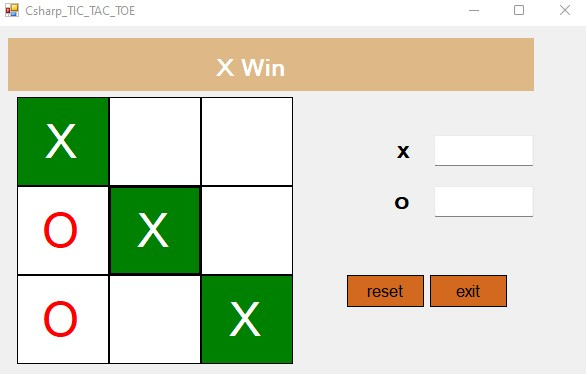 Csharp_TIC_TAC_TOE
X Win
X
O X
O X
x
O
reset exit